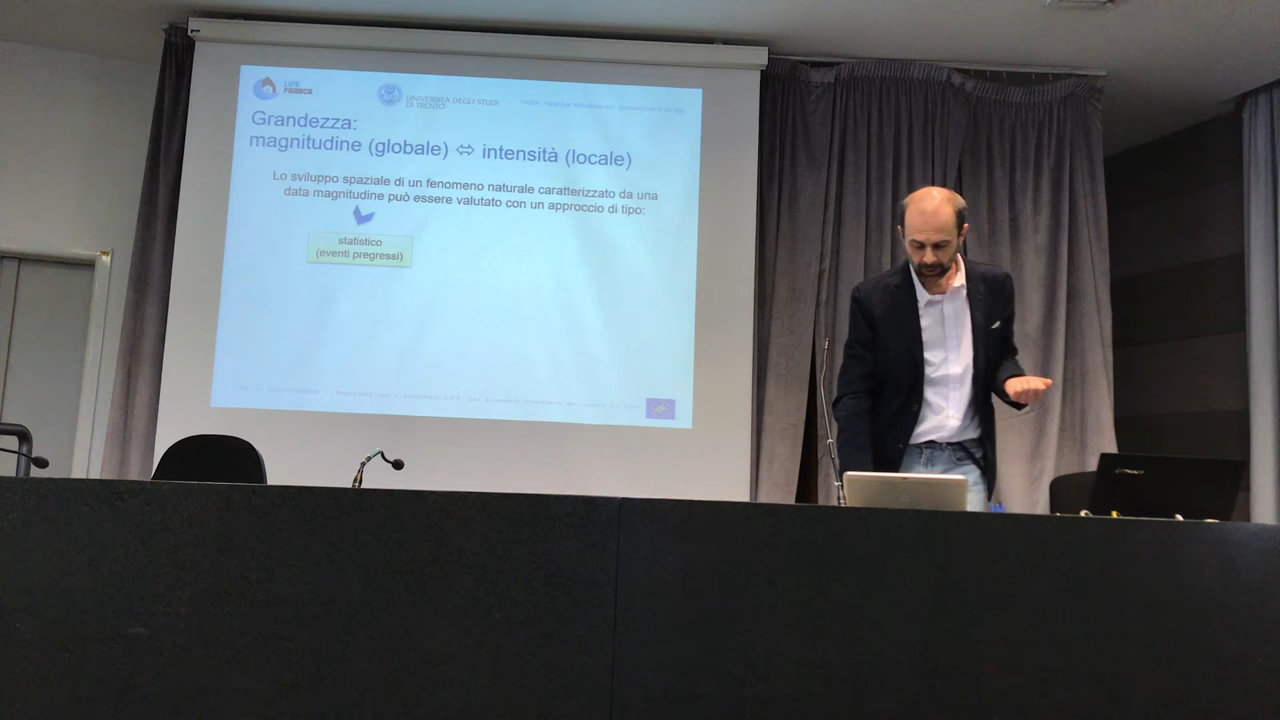 LIFE
FRANCA
UNIVERSITÀ DEGLI STUDI
DI TRENTO
Grandezza:
magnitudine (globale) ⬄ intensità (locale)
Lo sviluppo spaziale di un fenomeno naturale caratterizzato da una
data magnitudine può essere valutato con un approccio di tipo:
statistico
(eventi pregressi)